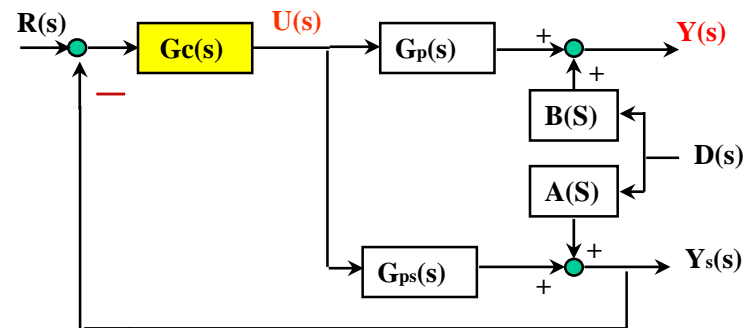 R(s)
Gc(s)
U(s)
Gp(s)
+
+
Y(s)
—
B(S)
D(s)
A(S)
+
Gps(s)
+
Ys(s)